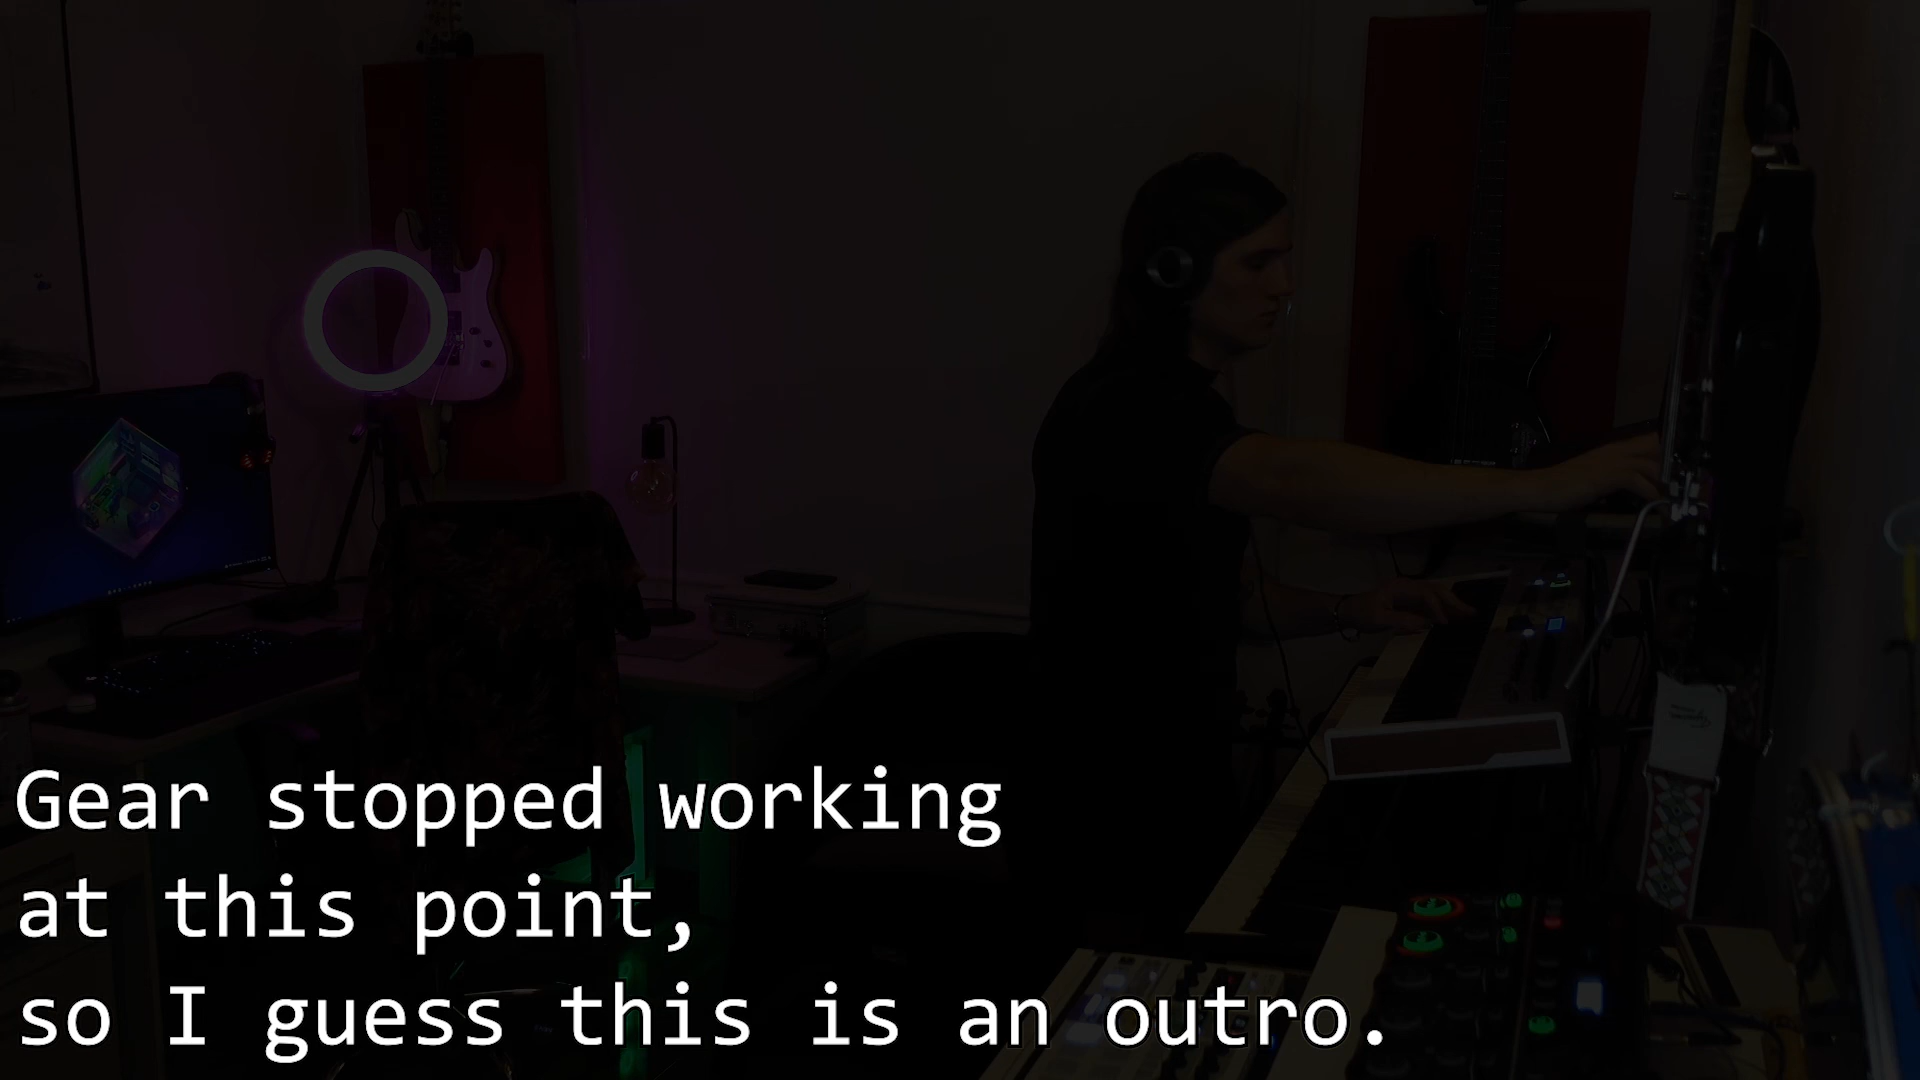 Gear stopped working
at this point,
so I guess this is an outro.